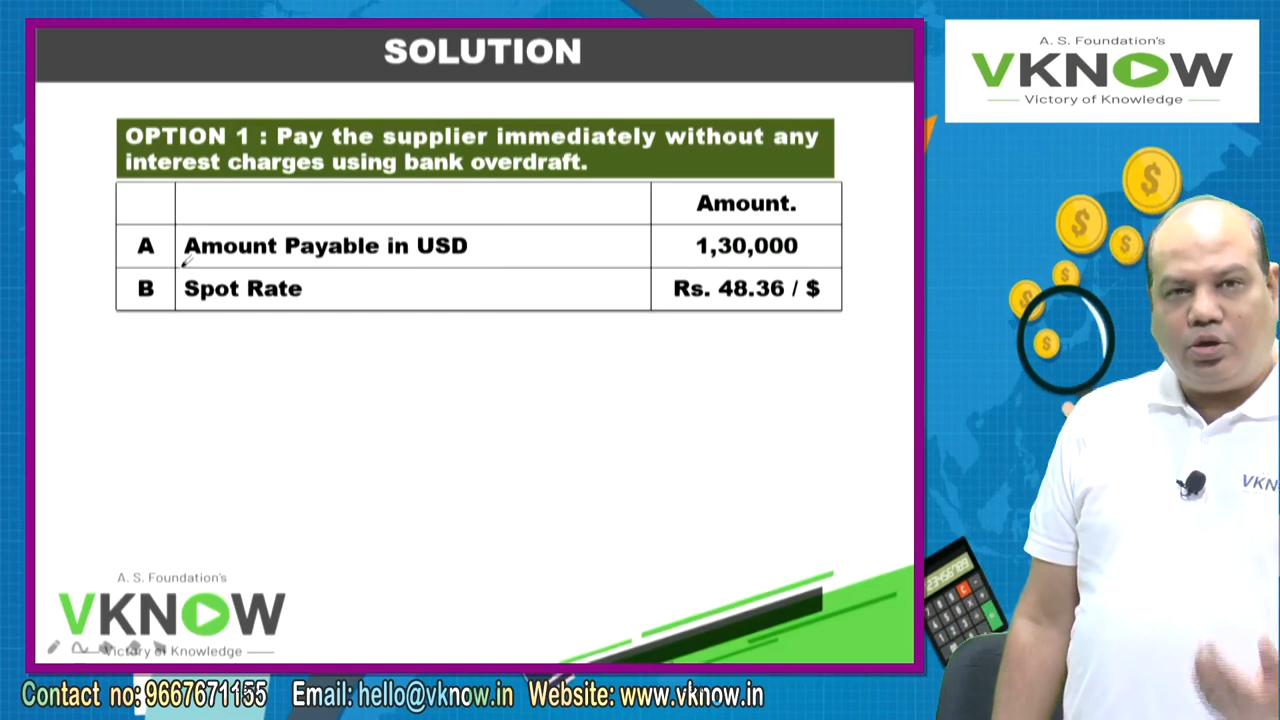 SOLUTION
A. S. Foundation's
VKNOW
Victory of Knowledge
OPTION 1 : Pay the supplier immediately without any
interest charges using bank overdraft.
Amount.
A Amount Payable in USD 1,30,000
B Spot Rate Rs. 48.36 / $
VKN
A. S. Foundation's
VKNOW
Victory of Knowledge
Contact no: 9667671155 Email: hello@vknow.in Website: www.vknow.in